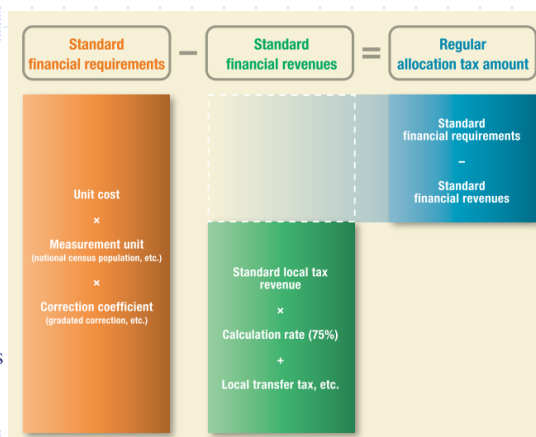 Standard
financial requirements
−
Standard
financial revenues
=
Regular
allocation tax amount
Unit cost
×
Measurement unit
(national census population, etc.)
×
Correction coefficient
(gradated correction, etc.)
Standard local tax
revenue
×
Calculation rate (75%)
+
Local transfer tax, etc.
Standard
financial requirements
−
Standard
financial revenues
s